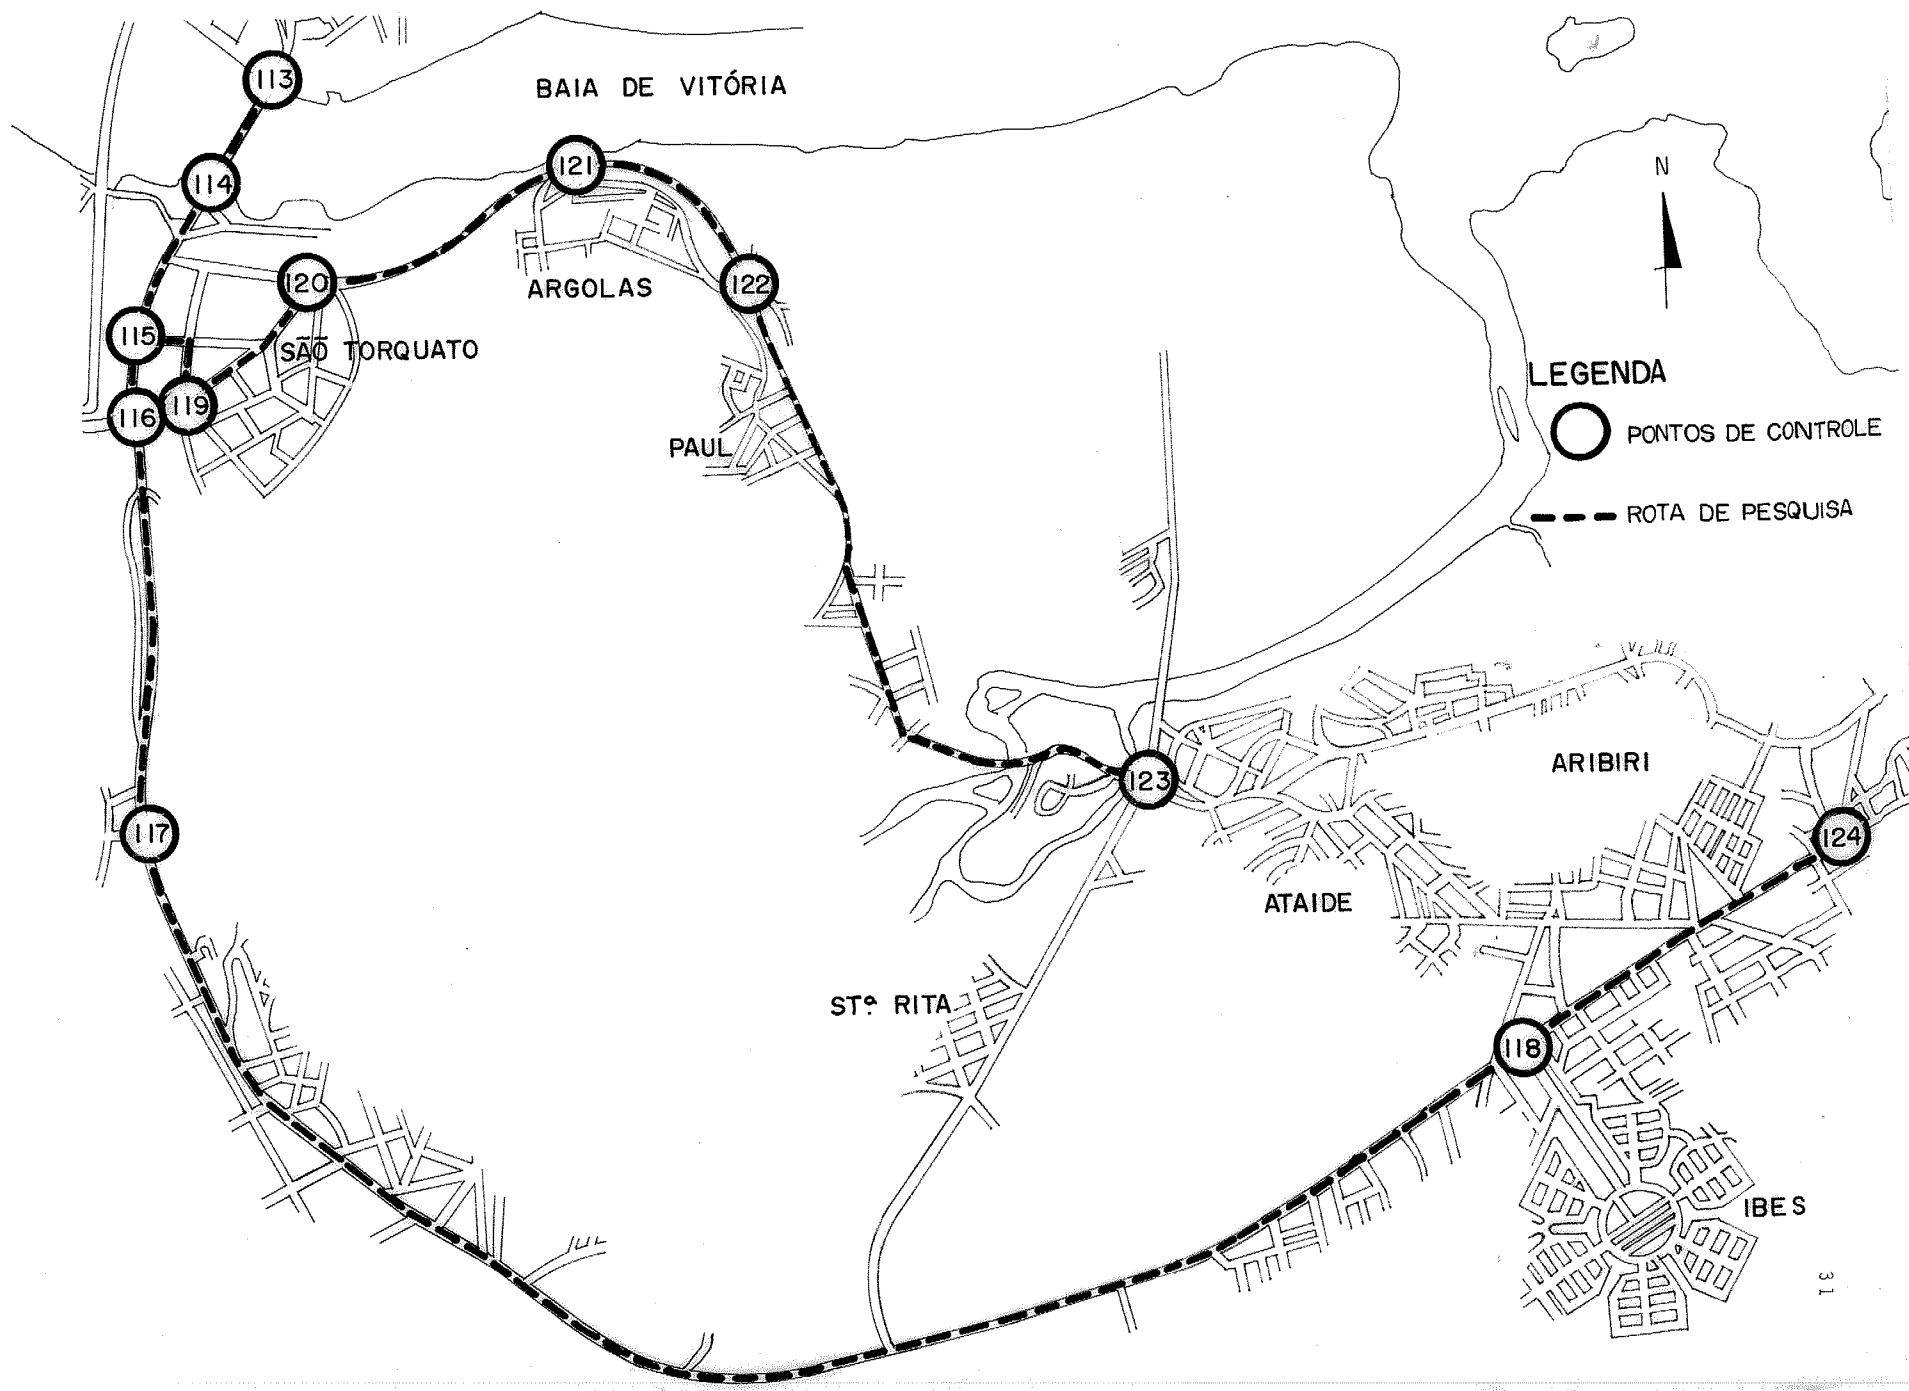 113
BAIA DE VITÓRIA
121
114
N
120
ARGOLAS
122
115
SÃO TORQUATO
LEGENDA
119
116
PONTOS DE CONTROLE
PAUL
ROTA DE PESQUISA
ARIBIRI
123
117
124
ATAIDE
STª RITA
118
IBES
31